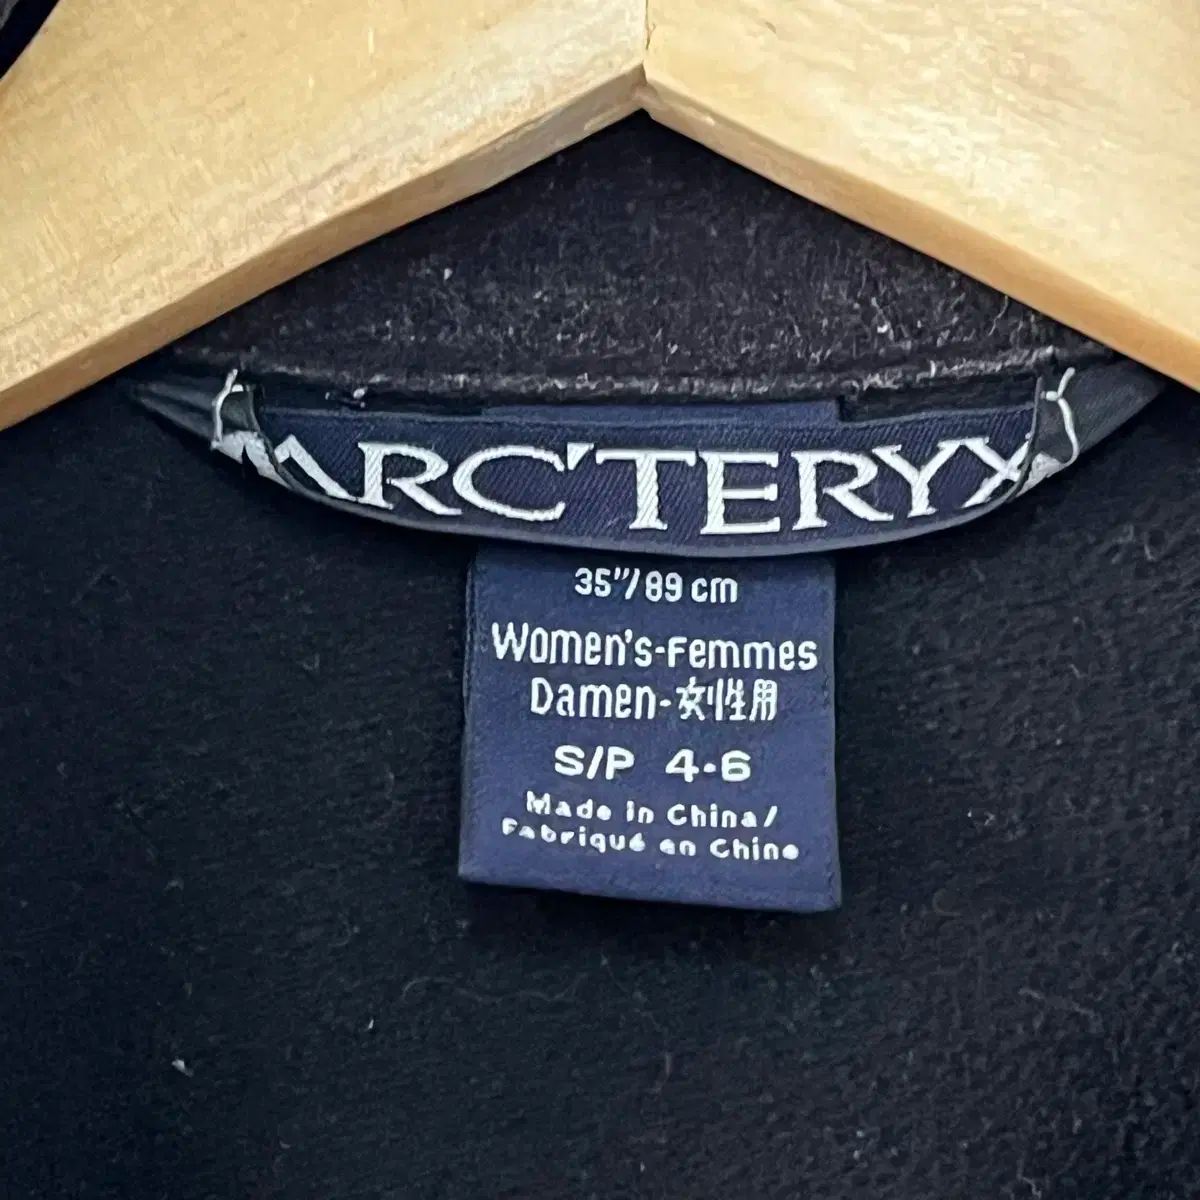 ARC'TERYX
35"/89 cm
Women's-Femmes
Damen-女性用
S/P 4-6
Made in China/
Fabriqué en Chine